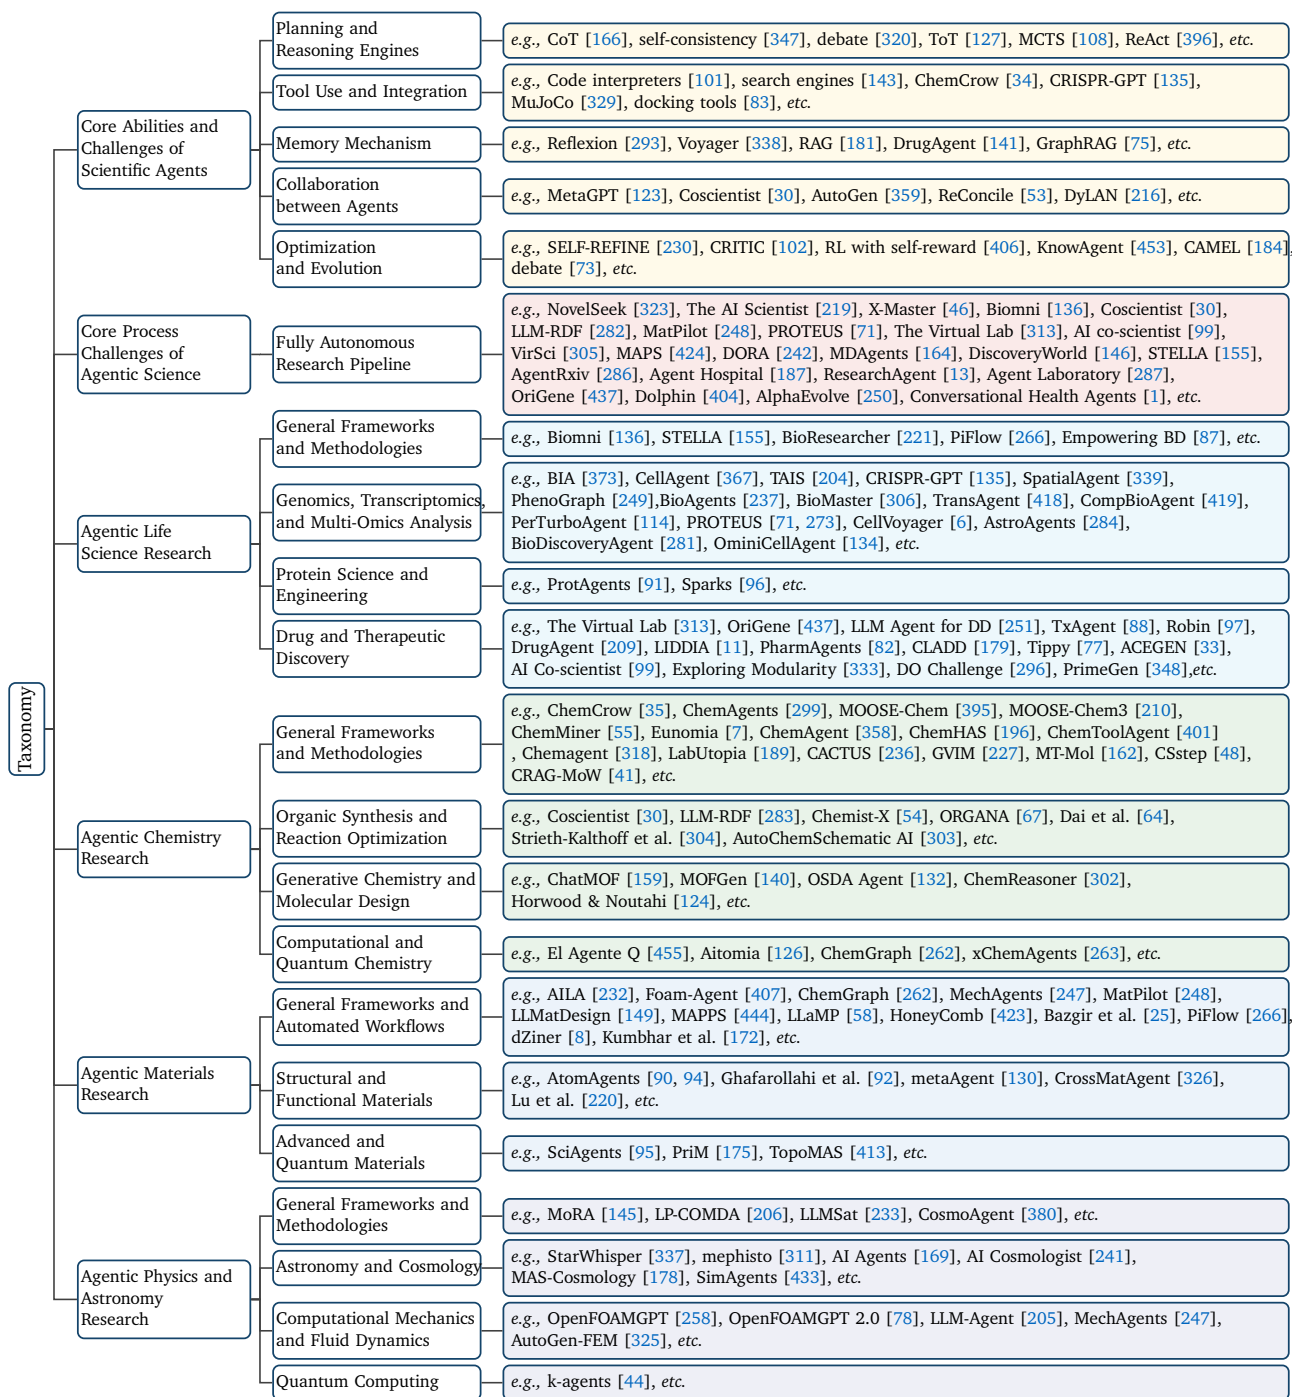 Taxonomy
Core Abilities and
Challenges of
Scientific Agents
Planning and
Reasoning Engines
e.g., CoT [166], self-consistency [347], debate [320], ToT [127], MCTS [108], ReAct [396], etc.
Tool Use and Integration
e.g., Code interpreters [101], search engines [143], ChemCrow [34], CRISPR-GPT [135],
MuJoCo [329], docking tools [83], etc.
Memory Mechanism
e.g., Reflexion [293], Voyager [338], RAG [181], DrugAgent [141], GraphRAG [75], etc.
Collaboration
between Agents
e.g., MetaGPT [123], Coscientist [30], AutoGen [359], ReConcile [53], DyLAN [216], etc.
Optimization
and Evolution
e.g., SELF-REFINE [230], CRITIC [102], RL with self-reward [406], KnowAgent [453], CAMEL [184],
debate [73], etc.
Core Process
Challenges of
Agentic Science
Fully Autonomous
Research Pipeline
e.g., NovelSeek [323], The AI Scientist [219], X-Master [46], Biomni [136], Coscientist [30],
LLM-RDF [282], MatPilot [248], PROTEUS [71], The Virtual Lab [313], AI co-scientist [99],
VirSci [305], MAPS [424], DORA [242], MDAgents [164], DiscoveryWorld [146], STELLA [155],
AgentRxiv [286], Agent Hospital [187], ResearchAgent [13], Agent Laboratory [287],
OriGene [437], Dolphin [404], AlphaEvolve [250], Conversational Health Agents [1], etc.
Agentic Life
Science Research
General Frameworks
and Methodologies
e.g., Biomni [136], STELLA [155], BioResearcher [221], PiFlow [266], Empowering BD [87], etc.
Genomics, Transcriptomics,
and Multi-Omics Analysis
e.g., BIA [373], CellAgent [367], TAIS [204], CRISPR-GPT [135], SpatialAgent [339],
PhenoGraph [249],BioAgents [237], BioMaster [306], TransAgent [418], CompBioAgent [419],
PerTurboAgent [114], PROTEUS [71, 273], CellVoyager [6], AstroAgents [284],
BioDiscoveryAgent [281], OminiCellAgent [134], etc.
Protein Science and
Engineering
e.g., ProtAgents [91], Sparks [96], etc.
Drug and Therapeutic
Discovery
e.g., The Virtual Lab [313], OriGene [437], LLM Agent for DD [251], TxAgent [88], Robin [97],
DrugAgent [209], LIDDIA [11], PharmAgents [82], CLADD [179], Tippy [77], ACEGEN [33],
AI Co-scientist [99], Exploring Modularity [333], DO Challenge [296], PrimeGen [348],etc.
Agentic Chemistry
Research
General Frameworks
and Methodologies
e.g., ChemCrow [35], ChemAgents [299], MOOSE-Chem [395], MOOSE-Chem3 [210],
ChemMiner [55], Eunomia [7], ChemAgent [358], ChemHAS [196], ChemToolAgent [401]
, Chemagent [318], LabUtopia [189], CACTUS [236], GVIM [227], MT-Mol [162], CSstep [48],
CRAG-MoW [41], etc.
Organic Synthesis and
Reaction Optimization
e.g., Coscientist [30], LLM-RDF [283], Chemist-X [54], ORGANA [67], Dai et al. [64],
Strieth-Kalthoff et al. [304], AutoChemSchematic AI [303], etc.
Generative Chemistry and
Molecular Design
e.g., ChatMOF [159], MOFGen [140], OSDA Agent [132], ChemReasoner [302],
Horwood & Noutahi [124], etc.
Computational and
Quantum Chemistry
e.g., El Agente Q [455], Aitomia [126], ChemGraph [262], xChemAgents [263], etc.
Agentic Materials
Research
General Frameworks and
Automated Workflows
e.g., AILA [232], Foam-Agent [407], ChemGraph [262], MechAgents [247], MatPilot [248],
LLMatDesign [149], MAPPS [444], LLaMP [58], HoneyComb [423], Bazgir et al. [25], PiFlow [266],
dZiner [8], Kumbhar et al. [172], etc.
Structural and
Functional Materials
e.g., AtomAgents [90, 94], Ghafarollahi et al. [92], metaAgent [130], CrossMatAgent [326],
Lu et al. [220], etc.
Advanced and
Quantum Materials
e.g., SciAgents [95], PriM [175], TopoMAS [413], etc.
Agentic Physics and
Astronomy
Research
General Frameworks and
Methodologies
e.g., MoRA [145], LP-COMDA [206], LLMSat [233], CosmoAgent [380], etc.
Astronomy and Cosmology
e.g., StarWhisper [337], mephisto [311], AI Agents [169], AI Cosmologist [241],
MAS-Cosmology [178], SimAgents [433], etc.
Computational Mechanics
and Fluid Dynamics
e.g., OpenFOAMGPT [258], OpenFOAMGPT 2.0 [78], LLM-Agent [205], MechAgents [247],
AutoGen-FEM [325], etc.
Quantum Computing
e.g., k-agents [44], etc.